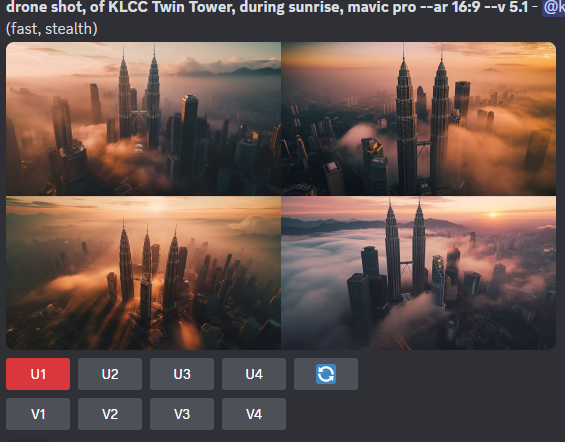 drone shot, of KLCC Twin Tower, during sunrise, mavic pro --ar 16:9 --v 5.1 - @k
(fast, stealth)
U1 U2 U3 U4
V1 V2 V3 V4